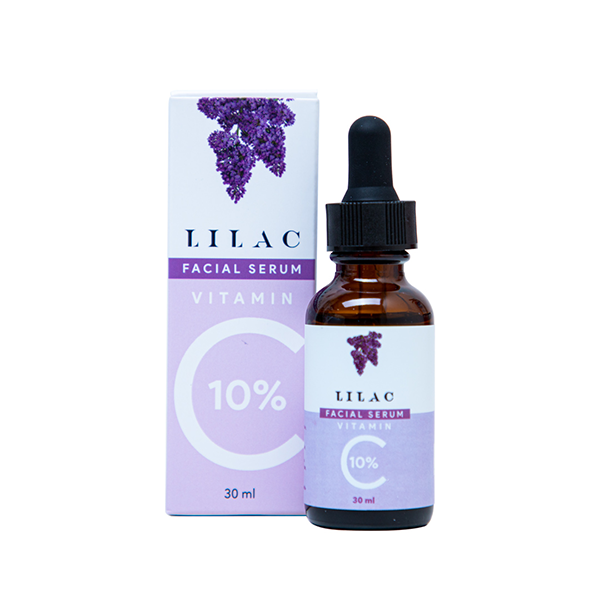 LILAC
FACIAL SERUM
VITAMIN
C
10%
30 ml
LILAC
FACIAL SERUM
VITAMIN
C
10%
30 ml